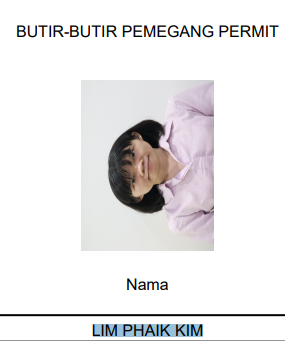 BUTIR-BUTIR PEMEGANG PERMIT
Nama
LIM PHAIK KIM